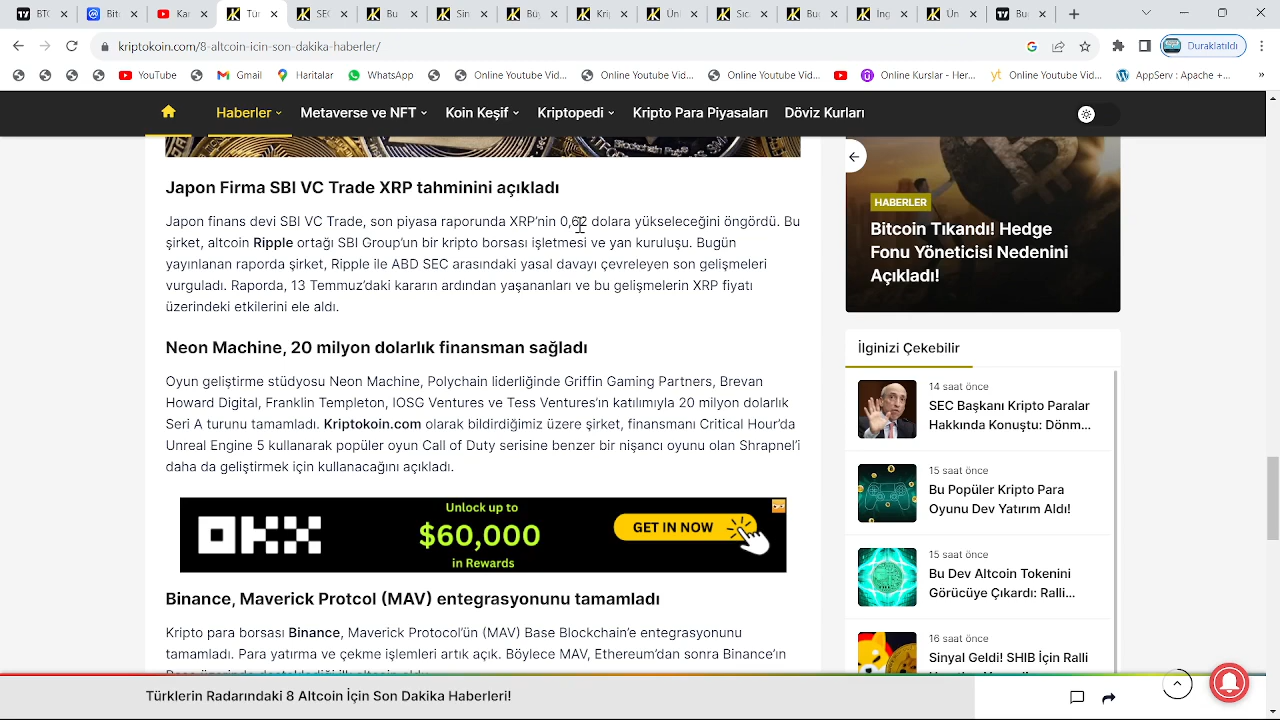 BTC
Bit
Kar
Tür
SEC
Bu
SHI
Bu
Krip
Kri
Ün
Sic
Bu
kriptokoin.com/8-altcoin-icin-son-dakika-haberler/
Duraklatıldı
YouTube
Gmail
Haritalar
WhatsApp
Online Youtube Vid...
Online Youtube Vid...
Online Youtube Vid...
Online Kurslar - Her...
Online Youtube Vid...
AppServ : Apache +...
»
Haberler
Metaverse ve NFT
Koin Keşif
Kriptopedi
Kripto Para Piyasaları
Döviz Kurları
Japon Firma SBI VC Trade XRP tahminini açıkladı
Japon finans devi SBI VC Trade, son piyasa raporunda XRP'nin 0,62 dolara yükseleceğini öngördü. Bu
şirket, altcoin Ripple ortağı SBI Group'un bir kripto borsası işletmesi ve yan kuruluşu. Bugün
yayınlanan raporda şirket, Ripple ile ABD SEC arasındaki yasal davayı çevreleyen son gelişmeleri
vurguladı. Raporda, 13 Temmuz'daki kararın ardından yaşananları ve bu gelişmelerin XRP fiyatı
üzerindeki etkilerini ele aldı.
Neon Machine, 20 milyon dolarlık finansman sağladı
Oyun geliştirme stüdyosu Neon Machine, Polychain liderliğinde Griffin Gaming Partners, Brevan
Howard Digital, Franklin Templeton, IOSG Ventures ve Tess Ventures'ın katılımıyla 20 milyon dolarlık
Seri A turunu tamamladı. Kriptokoin.com olarak bildirdiğimiz üzere şirket, finansmanı Critical Hour'da
Unreal Engine 5 kullanarak popüler oyun Call of Duty serisine benzer bir nişancı oyunu olan Shrapnel'i
daha da geliştirmek için kullanacağını açıkladı.
OKX
Unlock up to
$60,000
in Rewards
GET IN NOW
Binance, Maverick Protcol (MAV) entegrasyonunu tamamladı
Kripto para borsası Binance, Maverick Protocol'ün (MAV) Base Blockchain'e entegrasyonunu
tamamladı. Para yatırma ve çekme işlemleri artık açık. Böylece MAV, Ethereum'dan sonra Binance'ın
HABERLER
Bitcoin Tıkandı! Hedge
Fonu Yöneticisi Nedenini
Açıkladı!
İlginizi Çekebilir
14 saat önce
SEC Başkanı Kripto Paralar
Hakkında Konuştu: Dönm...
15 saat önce
Bu Popüler Kripto Para
Oyunu Dev Yatırım Aldı!
15 saat önce
Bu Dev Altcoin Tokenini
Görücüye Çıkardı: Ralli...
16 saat önce
Sinyal Geldi! SHIB İçin Ralli
Türklerin Radarındaki 8 Altcoin İçin Son Dakika Haberleri!